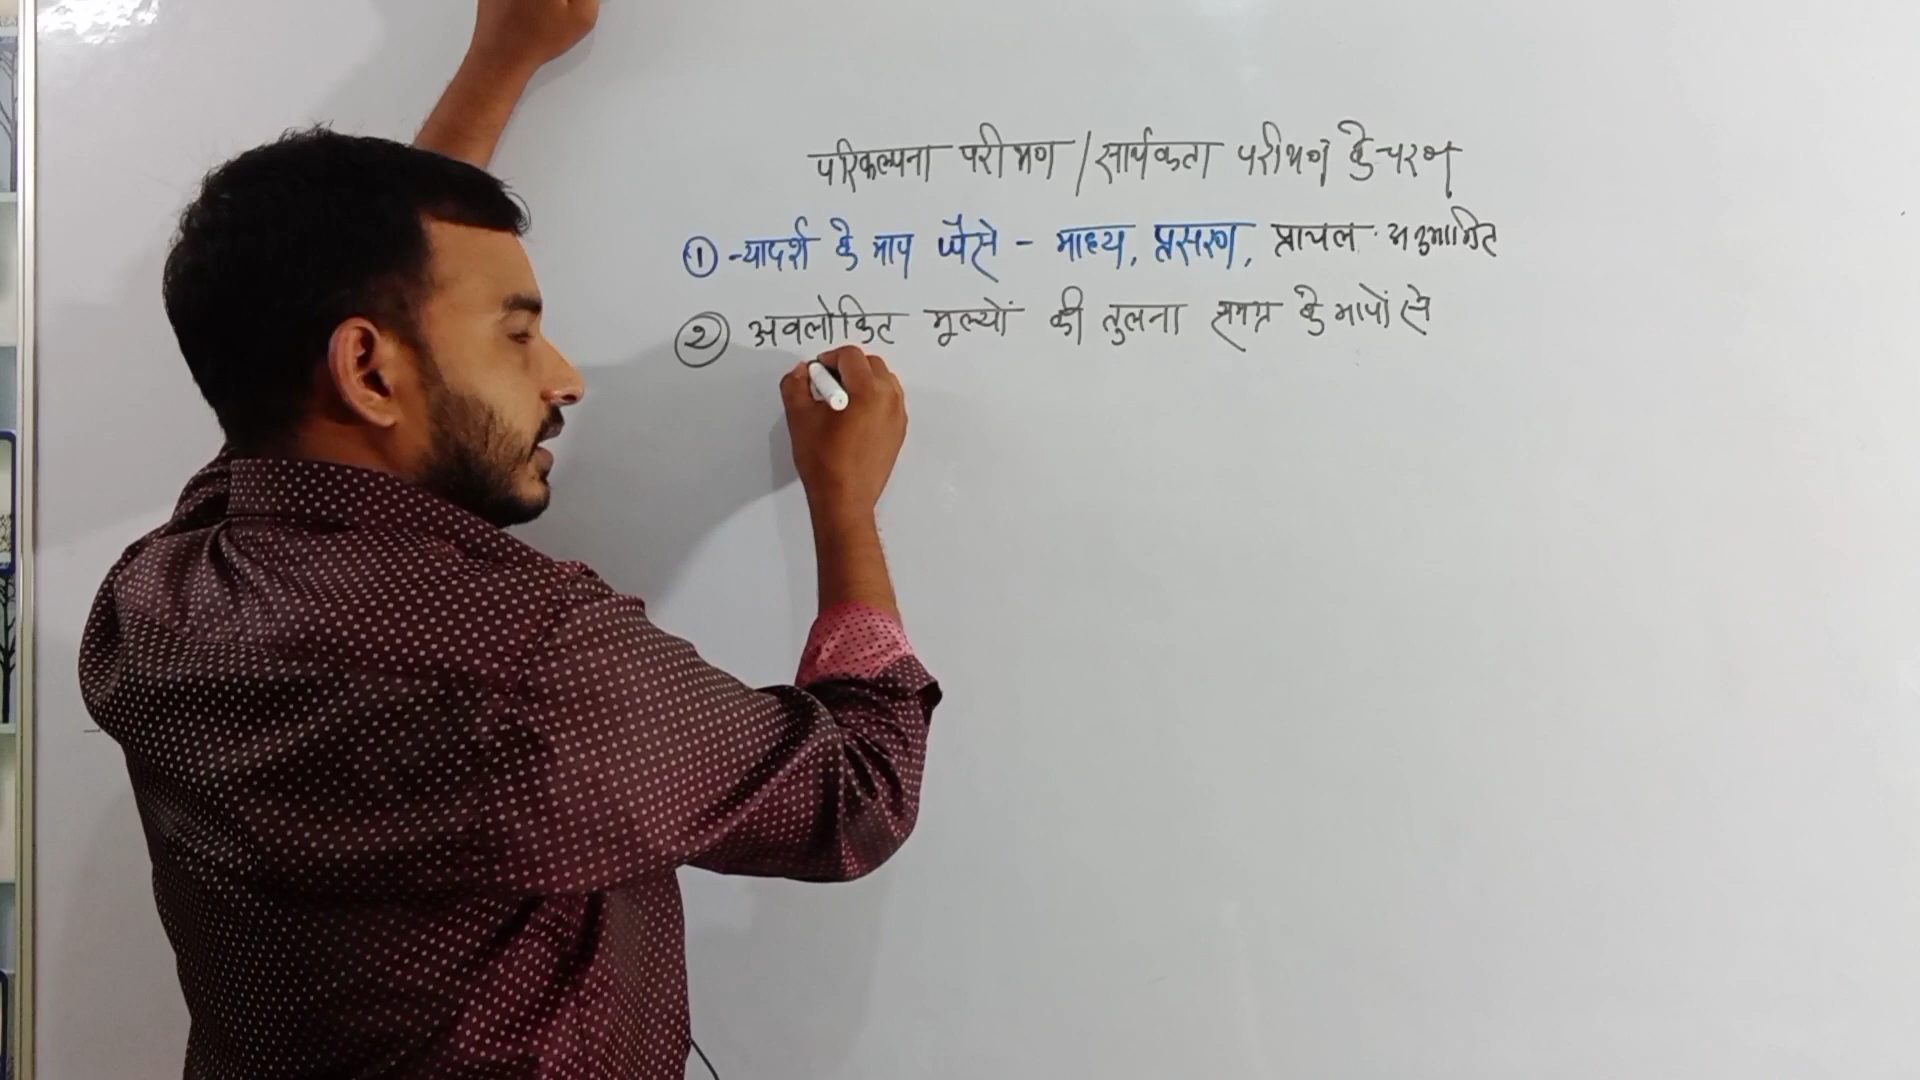 परिकल्पना परीक्षण / सार्थकता परीक्षण के चरण
① न्यादर्श के माप जैसे - माध्य, प्रसरण, प्राचल अनुमानित
② अवलोकित मूल्यों की तुलना समग्र के मापों से